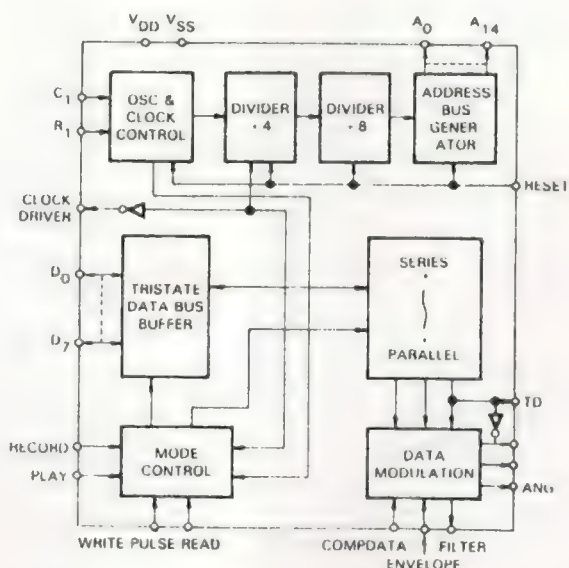 VDD VSS A0 A14
C1
R1
OSC &
CLOCK
CONTROL
DIVIDER
÷ 4
DIVIDER
÷ 8
ADDRESS
BUS
GENER
ATOR
RESET
CLOCK
DRIVER
D0
D7
TRISTATE
DATA BUS
BUFFER
SERIES
PARALLEL
TD
RECORD
PLAY
MODE
CONTROL
DATA
MODULATION
ANG
WRITE PULSE READ
COMPDATA FILTER
ENVELOPE